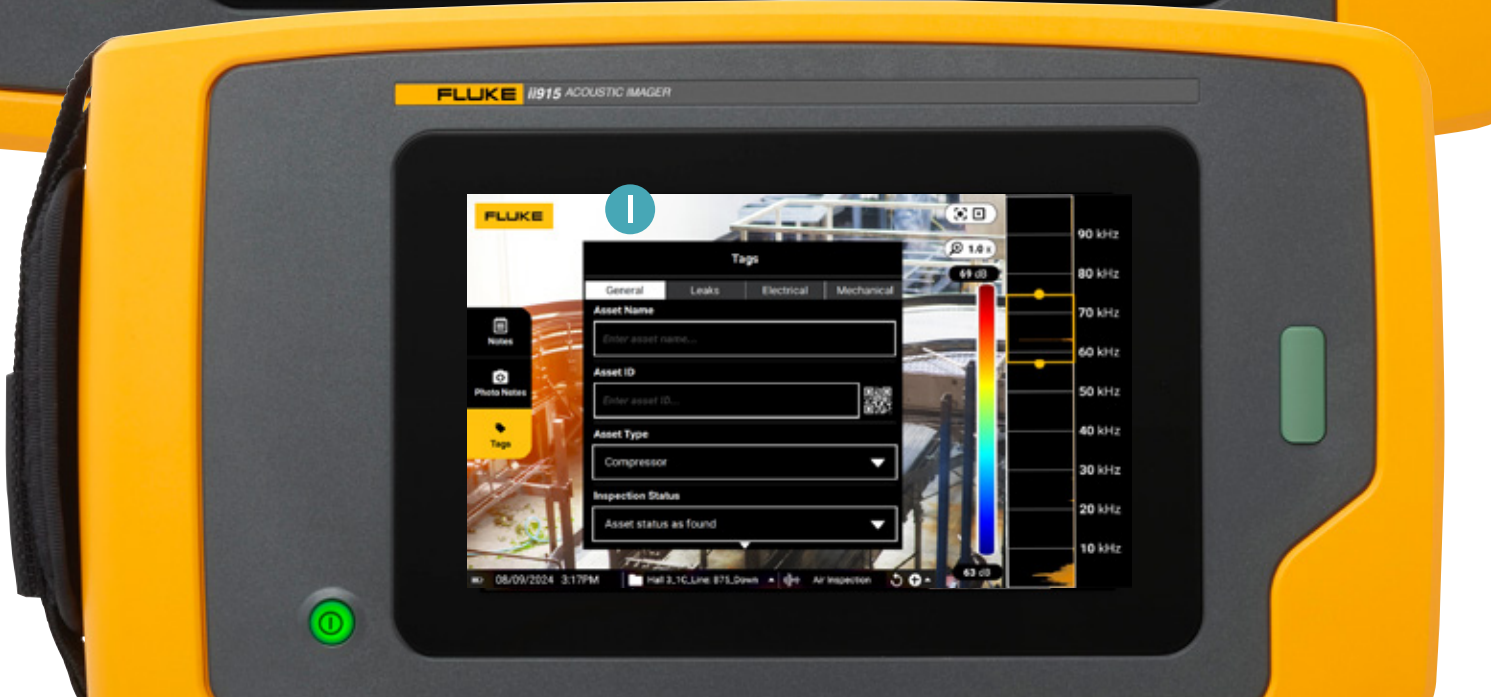 FLUKE ii915 ACOUSTIC IMAGER
FLUKE
I
1.0 x
69 dB
Tags
General Leaks Electrical Mechanical
Asset Name
Enter asset name...
Asset ID
Enter asset ID...
Asset Type
Compressor
Inspection Status
Asset status as found
Notes
Photo Notes
Tags
90 kHz
80 kHz
70 kHz
60 kHz
50 kHz
40 kHz
30 kHz
20 kHz
10 kHz
63 dB
08/09/2024 3:17PM Hall 3_1C_Line: 875_Down Air Inspection